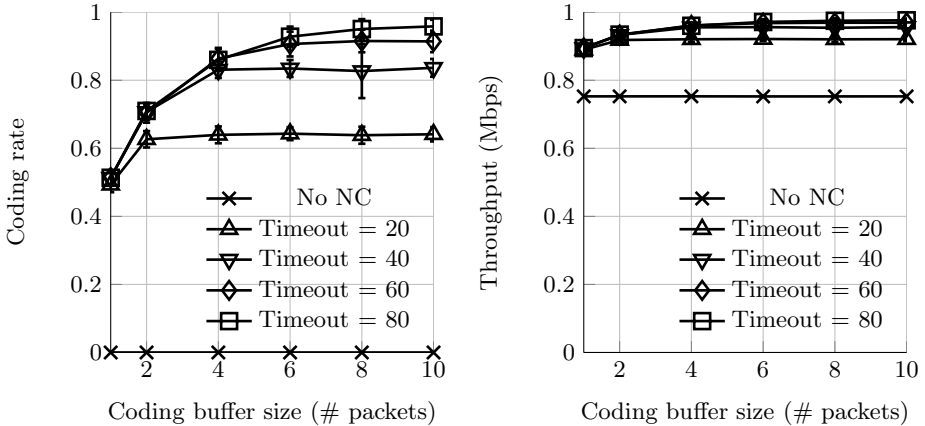 1
0.8
0.6
0.4
0.2
0
Coding rate
No NC
Timeout = 20
Timeout = 40
Timeout = 60
Timeout = 80
2 4 6 8 10
Coding buffer size (# packets)
1
0.8
0.6
0.4
0.2
0
Throughput (Mbps)
No NC
Timeout = 20
Timeout = 40
Timeout = 60
Timeout = 80
2 4 6 8 10
Coding buffer size (# packets)